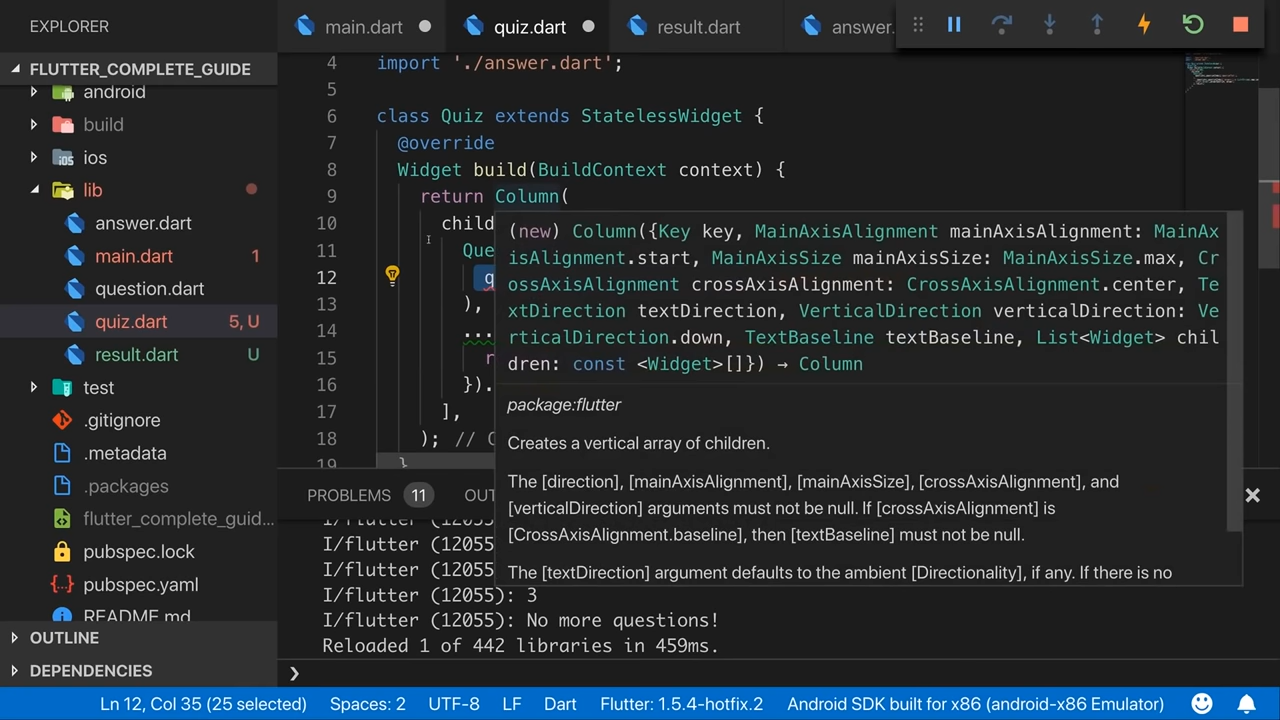 EXPLORER
FLUTTER_COMPLETE_GUIDE
android
build
ios
lib
answer.dart
main.dart 1
question.dart
quiz.dart 5, U
result.dart U
test
.gitignore
.metadata
.packages
flutter_complete_guid...
pubspec.lock
pubspec.yaml
README.md
OUTLINE
DEPENDENCIES
main.dart
quiz.dart
result.dart
answer.
4 import './answer.dart';
5
6 class Quiz extends StatelessWidget {
7 @override
8 Widget build(BuildContext context) {
9 return Column(
10 child
11 Que
12 q
13 ),
14 ...
15 r
16 }).
17 ],
18 ); // C
19 }
(new) Column({Key key, MainAxisAlignment mainAxisAlignment: MainAx
isAlignment.start, MainAxisSize mainAxisSize: MainAxisSize.max, Cr
ossAxisAlignment crossAxisAlignment: CrossAxisAlignment.center, Te
xtDirection textDirection, VerticalDirection verticalDirection: Ve
rticalDirection.down, TextBaseline textBaseline, List<Widget> chil
dren: const <Widget>[]}) → Column
package:flutter
Creates a vertical array of children.
The [direction], [mainAxisAlignment], [mainAxisSize], [crossAxisAlignment], and
[verticalDirection] arguments must not be null. If [crossAxisAlignment] is
[CrossAxisAlignment.baseline], then [textBaseline] must not be null.
The [textDirection] argument defaults to the ambient [Directionality], if any. If there is no
PROBLEMS 11 OUT
I/flutter (12055
I/flutter (12055
I/flutter (12055
I/flutter (12055): 3
I/flutter (12055): No more questions!
Reloaded 1 of 442 libraries in 459ms.
Ln 12, Col 35 (25 selected) Spaces: 2 UTF-8 LF Dart Flutter: 1.5.4-hotfix.2 Android SDK built for x86 (android-x86 Emulator)